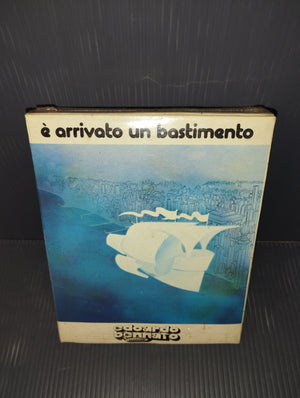 è arrivato un bastimento
edoardo
bennato